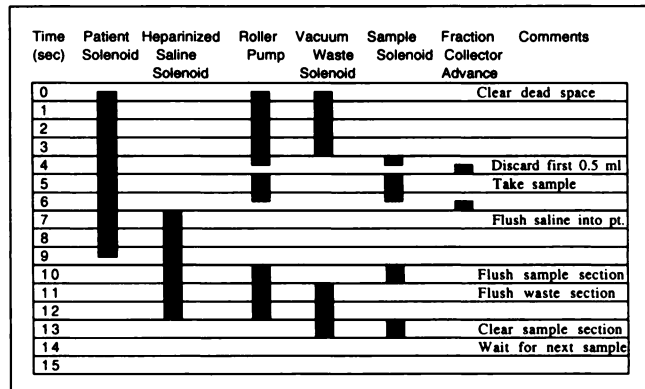 Time Patient Heparinized Roller Vacuum Sample Fraction Comments
(sec) Solenoid Saline Pump Waste Solenoid Collector
Solenoid Solenoid Advance
0 Clear dead space
1
2
3
4 Discard first 0.5 ml
5 Take sample
6
7 Flush saline into pt.
8
9
10 Flush sample section
11 Flush waste section
12
13 Clear sample section
14 Wait for next sample
15